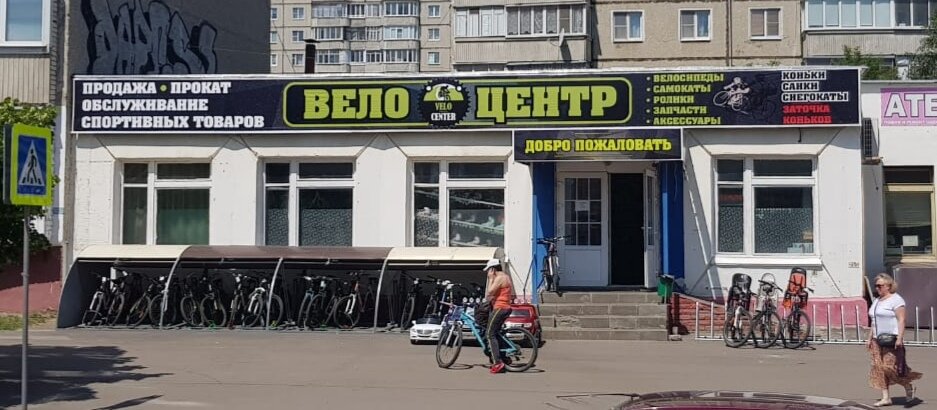 ПРОДАЖА • ПРОКАТ
ОБСЛУЖИВАНИЕ
СПОРТИВНЫХ ТОВАРОВ
ВЕЛО ЦЕНТР
VELO
CENTER
• ВЕЛОСИПЕДЫ
• САМОКАТЫ
• РОЛИКИ
• ЗАПЧАСТИ
• АКСЕССУАРЫ
КОНЬКИ
САНКИ
СНЕГОКАТЫ
ЗАТОЧКА
КОНЬКОВ
ДОБРО ПОЖАЛОВАТЬ
АТЕ